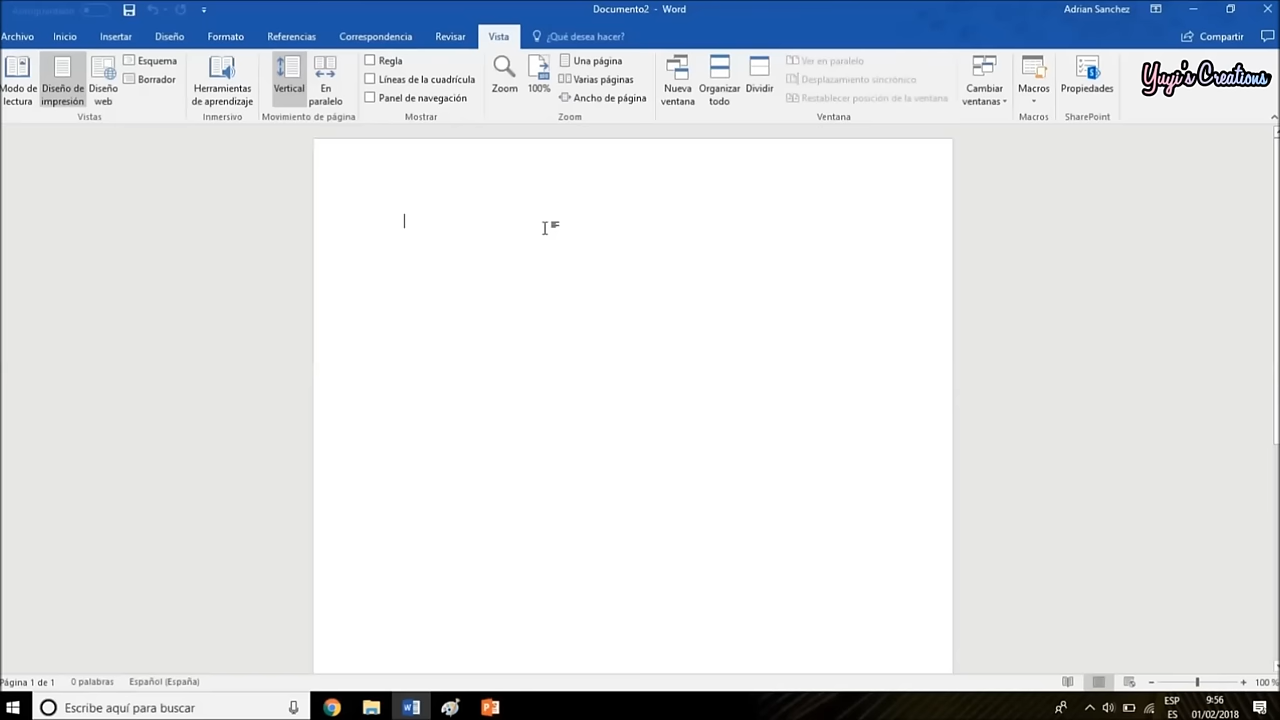 Documento2 - Word
Adrian Sanchez
Archivo Inicio Insertar Diseño Formato Referencias Correspondencia Revisar Vista ¿Qué desea hacer? Compartir
Modo de lectura
Diseño de impresión
Diseño web
Esquema
Borrador
Vistas
Herramientas de aprendizaje
Inmersivo
Vertical
En paralelo
Movimiento de página
Regla
Líneas de la cuadrícula
Panel de navegación
Mostrar
Zoom
100%
Una página
Varias páginas
Ancho de página
Zoom
Nueva ventana
Organizar todo
Dividir
Ver en paralelo
Desplazamiento sincrónico
Restablecer posición de la ventana
Ventana
Cambiar ventanas
Macros
Macros
Propiedades
SharePoint
Yuyi's Creations
Página 1 de 1 0 palabras Español (España) 100 %
Escribe aquí para buscar
ESP
ES
9:56
01/02/2018